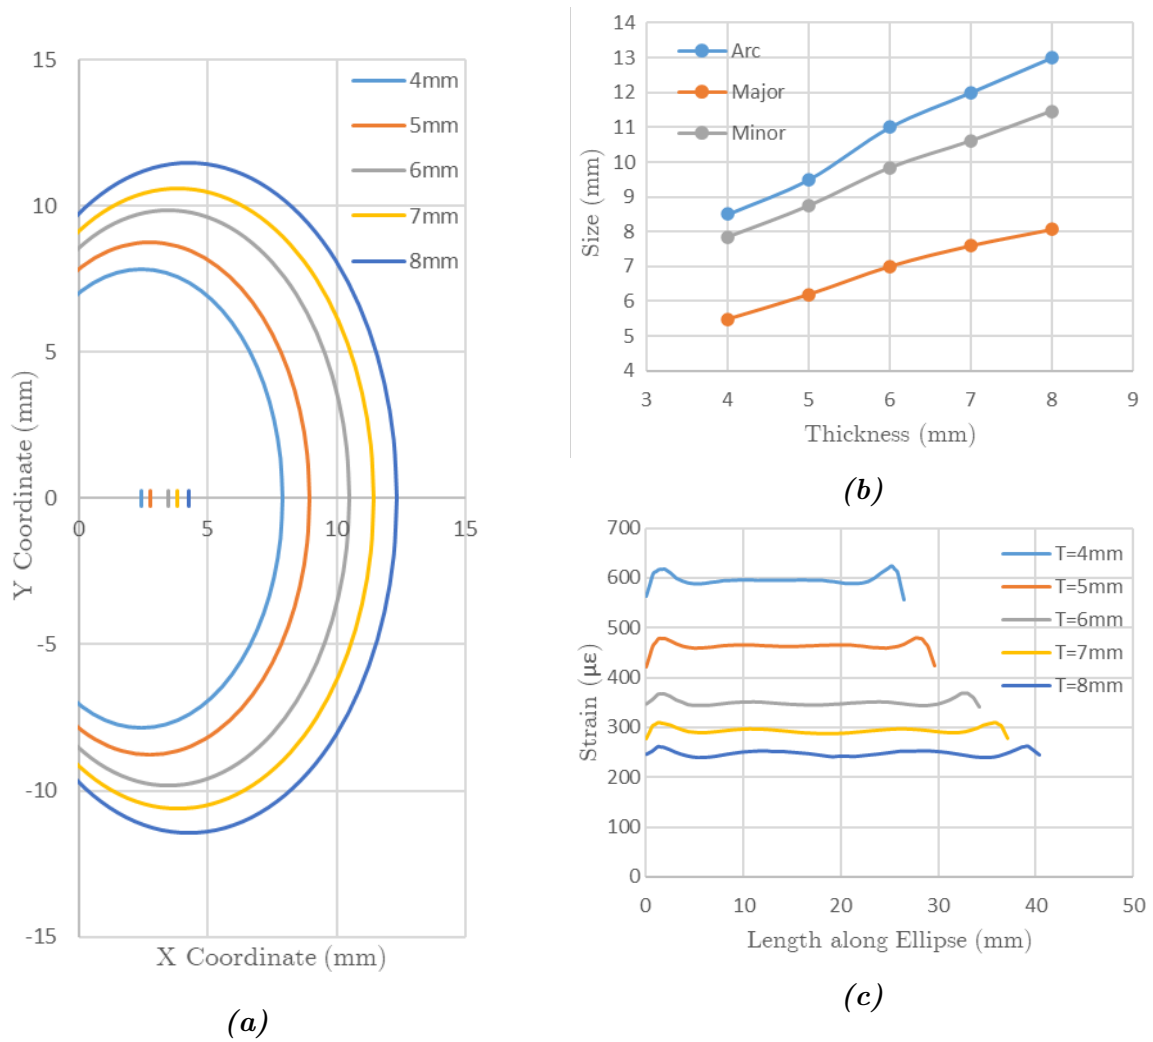 15
10
5
0
-5
-10
-15
0
5
10
15
4mm
5mm
6mm
7mm
8mm
Y Coordinate (mm)
X Coordinate (mm)
(a)
14
13
12
11
10
9
8
7
6
5
4
3
4
5
6
7
8
9
Arc
Major
Minor
Size (mm)
Thickness (mm)
(b)
700
600
500
400
300
200
100
0
0
10
20
30
40
50
T=4mm
T=5mm
T=6mm
T=7mm
T=8mm
Strain (με)
Length along Ellipse (mm)
(c)